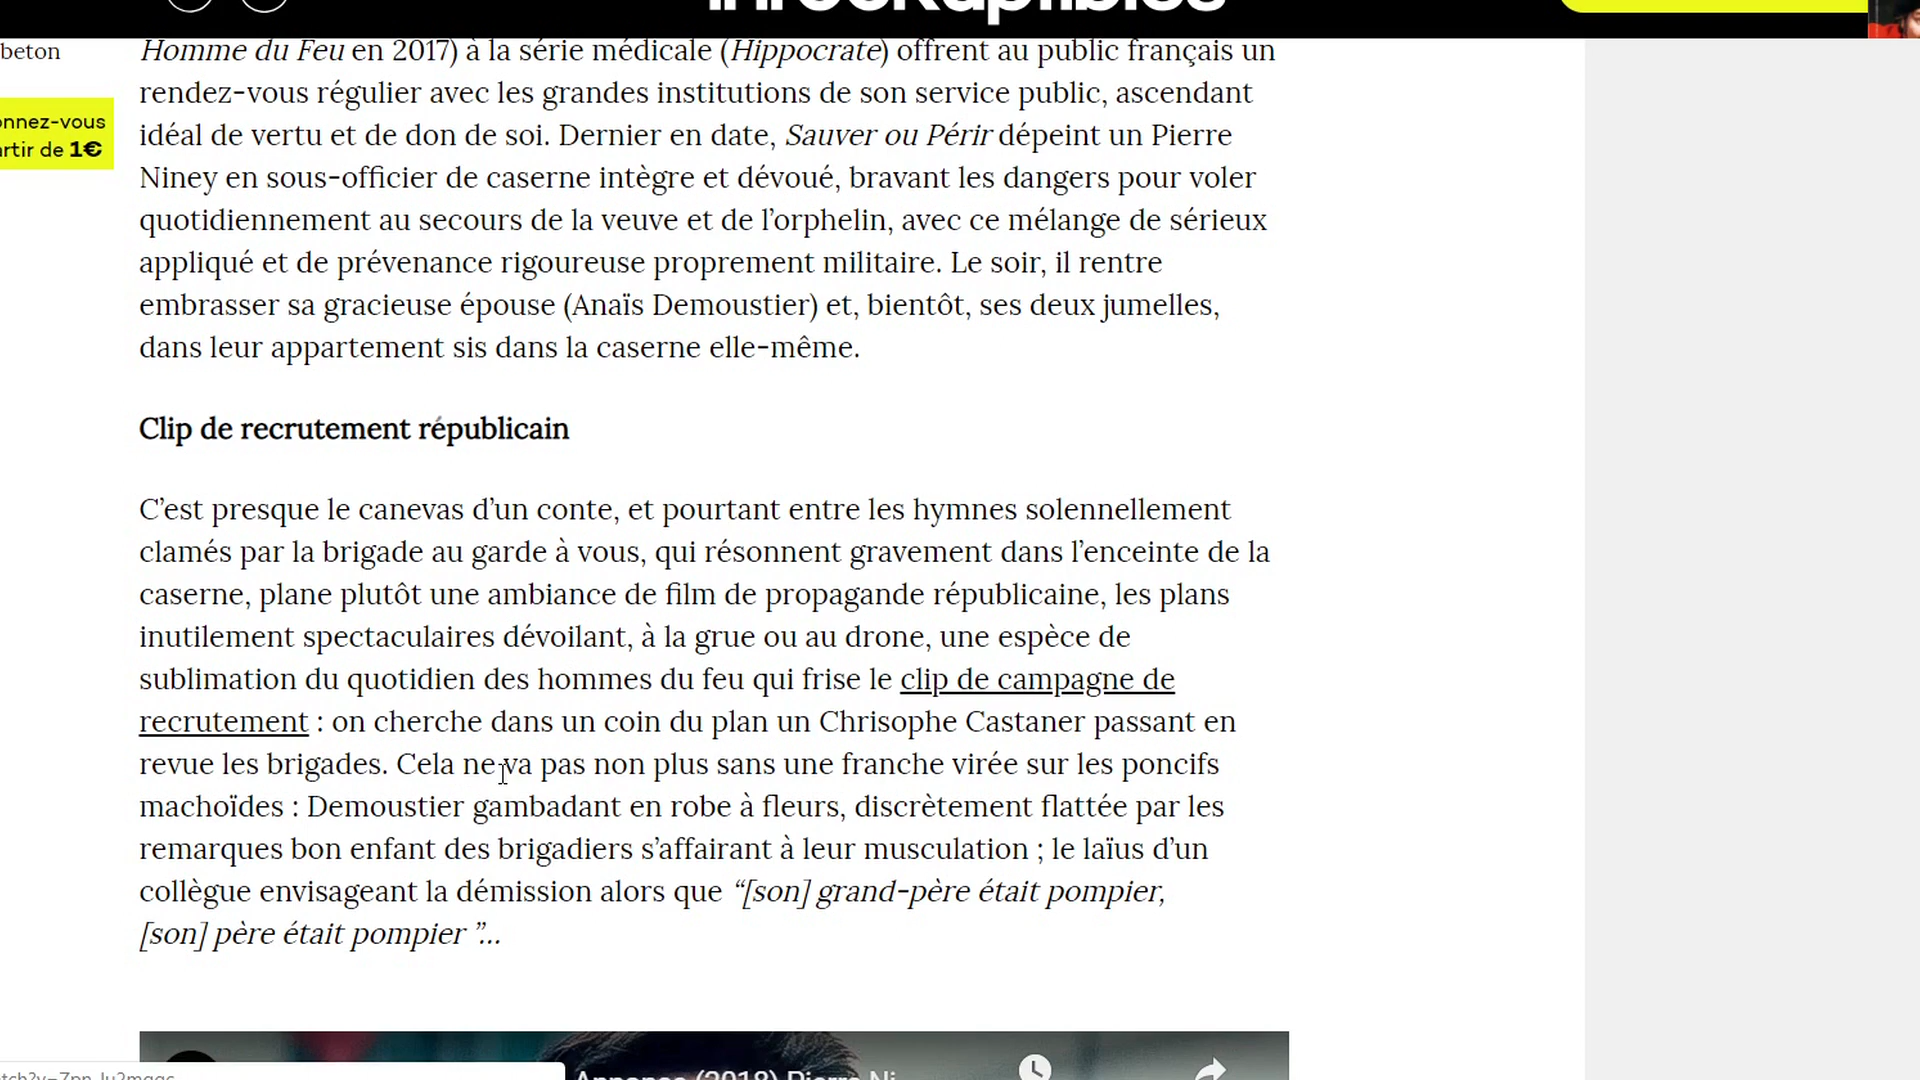 inrocKuptibles
beton
Homme du Feu en 2017) à la série médicale (Hippocrate) offrent au public français un
rendez-vous régulier avec les grandes institutions de son service public, ascendant
onnez-vous
artir de 1€
idéal de vertu et de don de soi. Dernier en date, Sauver ou Périr dépeint un Pierre
Niney en sous-officier de caserne intègre et dévoué, bravant les dangers pour voler
quotidiennement au secours de la veuve et de l’orphelin, avec ce mélange de sérieux
appliqué et de prévenance rigoureuse proprement militaire. Le soir, il rentre
embrasser sa gracieuse épouse (Anaïs Demoustier) et, bientôt, ses deux jumelles,
dans leur appartement sis dans la caserne elle-même.
Clip de recrutement républicain
C’est presque le canevas d’un conte, et pourtant entre les hymnes solennellement
clamés par la brigade au garde à vous, qui résonnent gravement dans l’enceinte de la
caserne, plane plutôt une ambiance de film de propagande républicaine, les plans
inutilement spectaculaires dévoilant, à la grue ou au drone, une espèce de
sublimation du quotidien des hommes du feu qui frise le clip de campagne de
recrutement : on cherche dans un coin du plan un Chrisophe Castaner passant en
revue les brigades. Cela ne va pas non plus sans une franche virée sur les poncifs
machoïdes : Demoustier gambadant en robe à fleurs, discrètement flattée par les
remarques bon enfant des brigadiers s’affairant à leur musculation ; le laïus d’un
collègue envisageant la démission alors que “[son] grand-père était pompier,
[son] père était pompier ”…
Annonce (2018) Pierre Ni